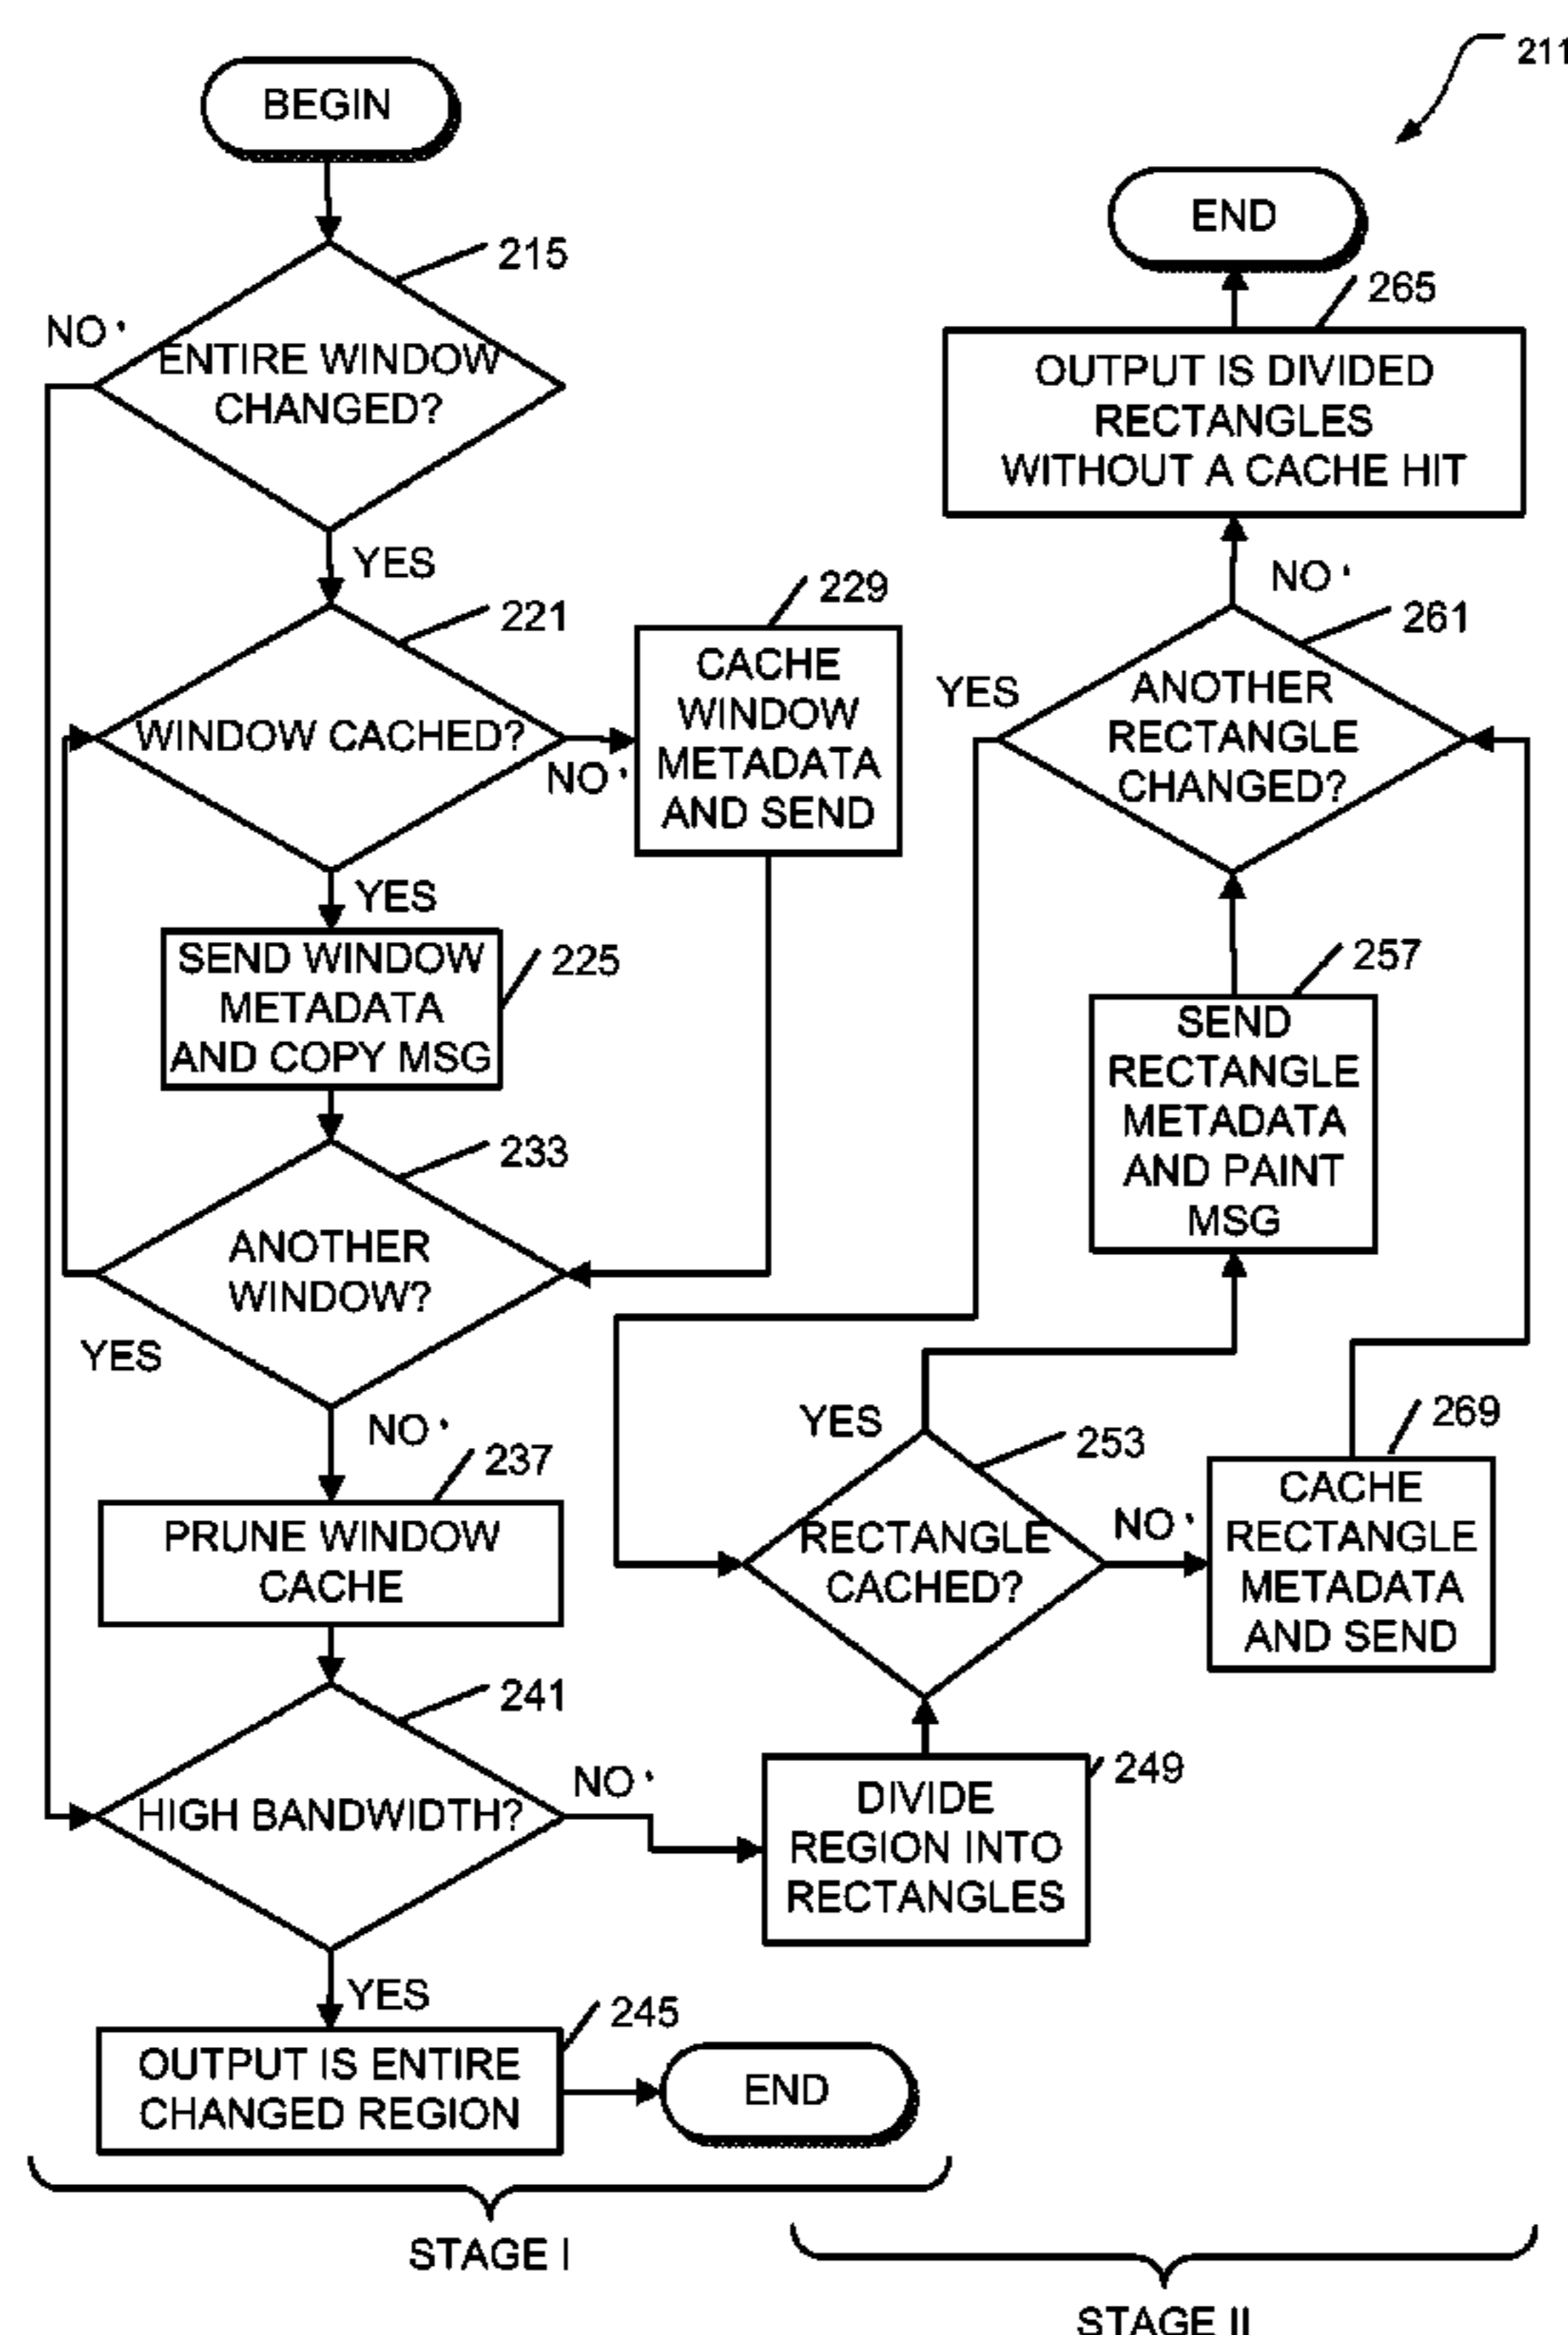 211
BEGIN
215
NO
ENTIRE WINDOW
CHANGED?
YES
221
WINDOW CACHED?
NO
229
CACHE
WINDOW
METADATA
AND SEND
YES
SEND WINDOW
METADATA
AND COPY MSG
225
233
ANOTHER
WINDOW?
YES
NO
237
PRUNE WINDOW
CACHE
241
HIGH BANDWIDTH?
NO
YES
245
OUTPUT IS ENTIRE
CHANGED REGION
END
STAGE I
249
DIVIDE
REGION INTO
RECTANGLES
253
RECTANGLE
CACHED?
YES
NO
269
CACHE
RECTANGLE
METADATA
AND SEND
257
SEND
RECTANGLE
METADATA
AND PAINT
MSG
261
ANOTHER
RECTANGLE
CHANGED?
YES
NO
265
OUTPUT IS DIVIDED
RECTANGLES
WITHOUT A CACHE HIT
END
STAGE II